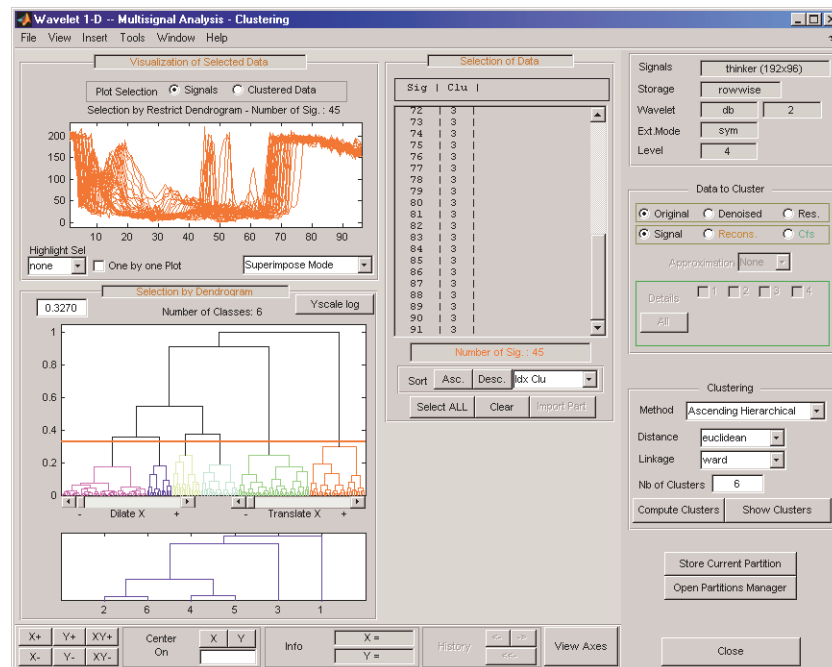 Wavelet 1-D -- Multisignal Analysis - Clustering
File View Insert Tools Window Help
Visualization of Selected Data
Plot Selection Signals Clustered Data
Selection by Restrict Dendrogram - Number of Sig.: 45
200
150
100
50
0
10 20 30 40 50 60 70 80 90
Highlight Sel
none One by one Plot Superimpose Mode
Selection by Dendrogram
0.3270 Number of Classes: 6 Yscale log
1
0.8
0.6
0.4
0.2
0
- Dilate X + - Translate X +
2 6 4 5 3 1
Selection of Data
Sig | Clu |
72 | 3 |
73 | 3 |
74 | 3 |
75 | 3 |
76 | 3 |
77 | 3 |
78 | 3 |
79 | 3 |
80 | 3 |
81 | 3 |
82 | 3 |
83 | 3 |
84 | 3 |
85 | 3 |
86 | 3 |
87 | 3 |
88 | 3 |
89 | 3 |
90 | 3 |
91 | 3 |
Number of Sig.: 45
Sort Asc. Desc. Idx Clu
Select ALL Clear Import Part
Signals thinker (192x96)
Storage rowwise
Wavelet db 2
Ext.Mode sym
Level 4
Data to Cluster
Original Denoised Res.
Signal Recons. Cfs
Approximation None
Details 1 2 3 4
All
Clustering
Method Ascending Hierarchical
Distance euclidean
Linkage ward
Nb of Clusters 6
Compute Clusters Show Clusters
Store Current Partition
Open Partitions Manager
Close
X+ Y+ XY+
X- Y- XY-
Center On X Y
Info X =
Y =
History <- ->
<<-
View Axes